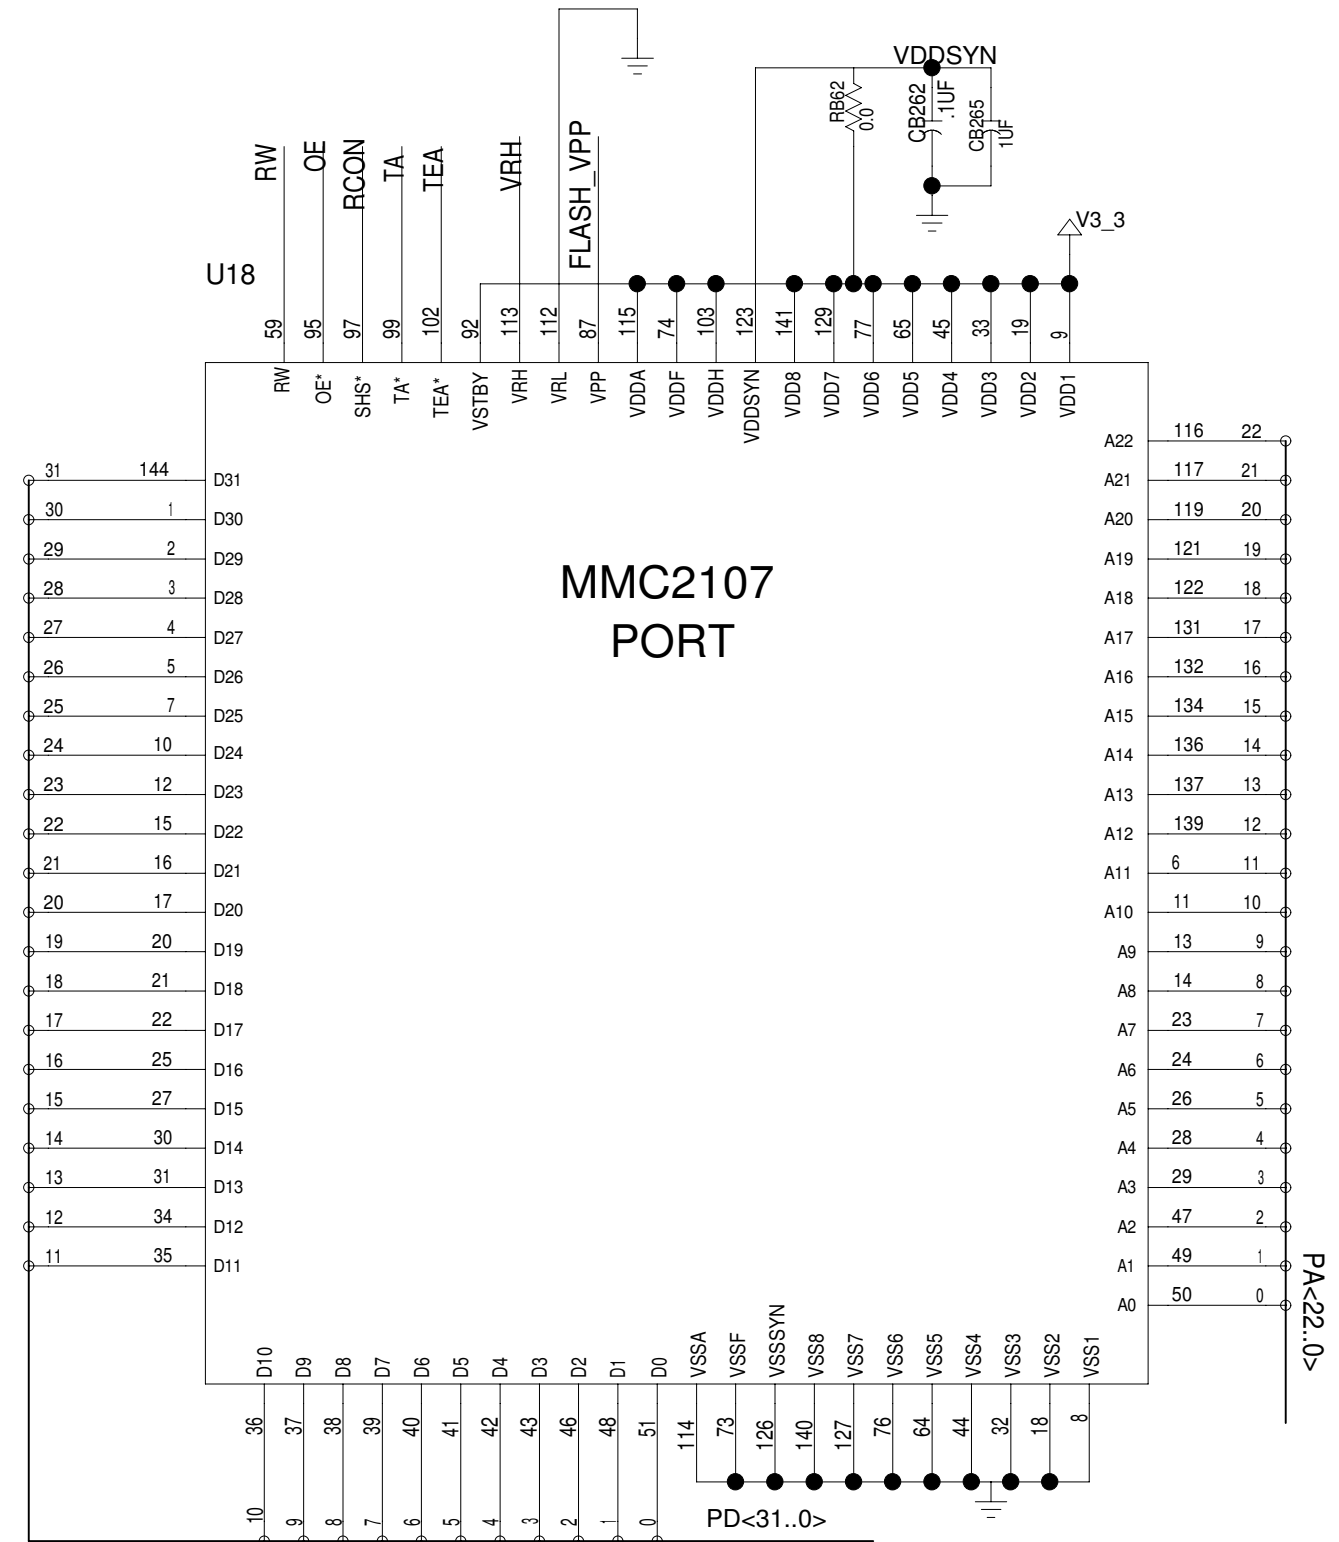 VDDSYN
RB62
0.0
CB262
.1UF
CB265
1UF
V3_3
RW
OE
RCON
TA
TEA
VRH
FLASH_VPP
U18
59 95 97 99 102 92 113 112 87 115 74 103 123 141 129 77 65 45 33 19 9
RW OE* SHS* TA* TEA* VSTBY VRH VRL VPP VDDA VDDF VDDH VDDSYN VDD8 VDD7 VDD6 VDD5 VDD4 VDD3 VDD2 VDD1
MMC2107
PORT
31 144 D31
30 1 D30
29 2 D29
28 3 D28
27 4 D27
26 5 D26
25 7 D25
24 10 D24
23 12 D23
22 15 D22
21 16 D21
20 17 D20
19 20 D19
18 21 D18
17 22 D17
16 25 D16
15 27 D15
14 30 D14
13 31 D13
12 34 D12
11 35 D11
A22 116 22
A21 117 21
A20 119 20
A19 121 19
A18 122 18
A17 131 17
A16 132 16
A15 134 15
A14 136 14
A13 137 13
A12 139 12
A11 6 11
A10 11 10
A9 13 9
A8 14 8
A7 23 7
A6 24 6
A5 26 5
A4 28 4
A3 29 3
A2 47 2
A1 49 1
A0 50 0
PA<22..0>
D10 D9 D8 D7 D6 D5 D4 D3 D2 D1 D0 VSSA VSSF VSSSYN VSS8 VSS7 VSS6 VSS5 VSS4 VSS3 VSS2 VSS1
36 37 38 39 40 41 42 43 46 48 51 114 73 126 140 127 76 64 44 32 18 8
10 9 8 7 6 5 4 3 2 1 0
PD<31..0>